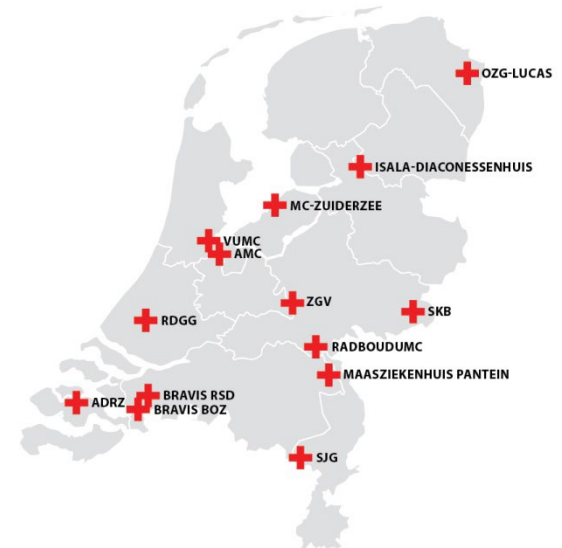 OZG-LUCAS
ISALA-DIACONESSENHUIS
MC-ZUIDERZEE
VUMC
AMC
ZGV
SKB
RDGG
RADBOUDUMC
MAASZIEKENHUIS PANTEIN
BRAVIS RSD
ADRZ
BRAVIS BOZ
SJG